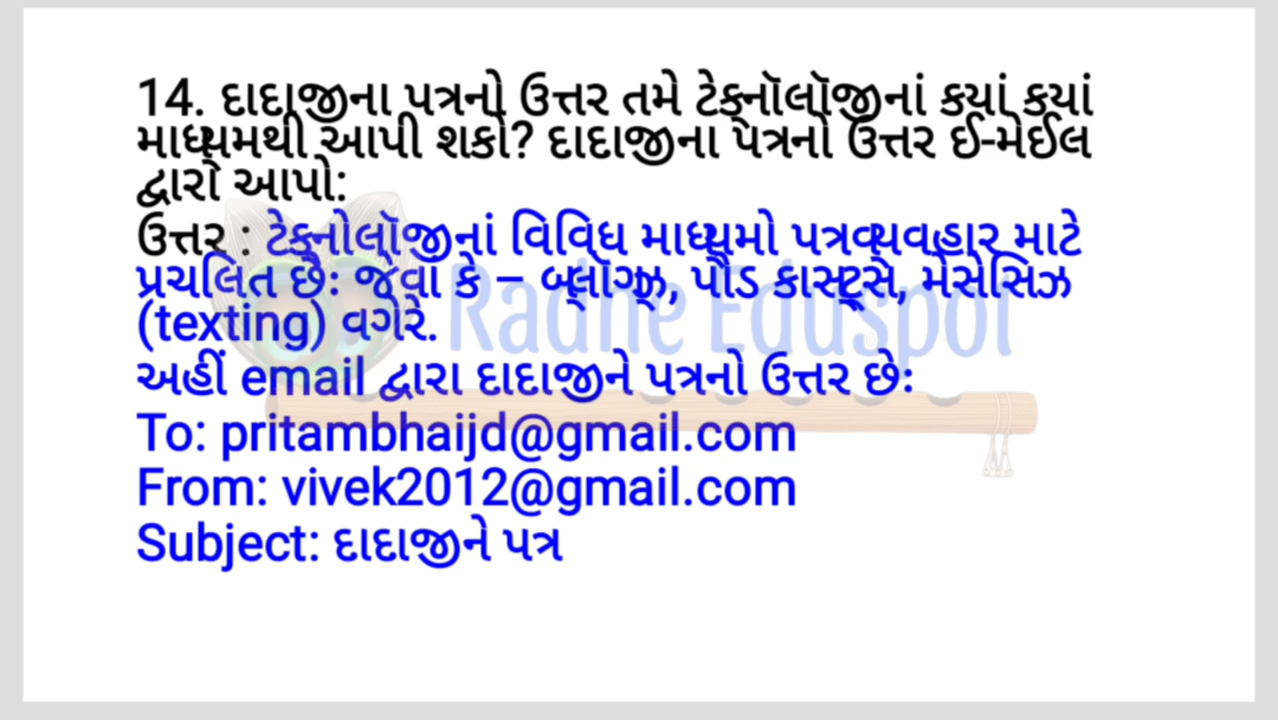 14. દાદાજીના પત્રનો ઉત્તર તમે ટેક્નૉલૉજીનાં કયાં કયાં
માધ્યમથી આપી શકો? દાદાજીના પત્રનો ઉત્તર ઈ-મેઈલ
દ્વારા આપો:
ઉત્તર : ટેક્નોલૉજીનાં વિવિધ માધ્યમો પત્રવ્યવહાર માટે
પ્રચલિત છેઃ જેવાં કે – બ્લૉગ્ઝ, પૉડ કાસ્ટ્સ, મેસેસિઝ
(texting) વગેરે.
અહીં email દ્વારા દાદાજીને પત્રનો ઉત્તર છેઃ
To: pritambhaijd@gmail.com
From: vivek2012@gmail.com
Subject: દાદાજીને પત્ર
Radhe Eduspot